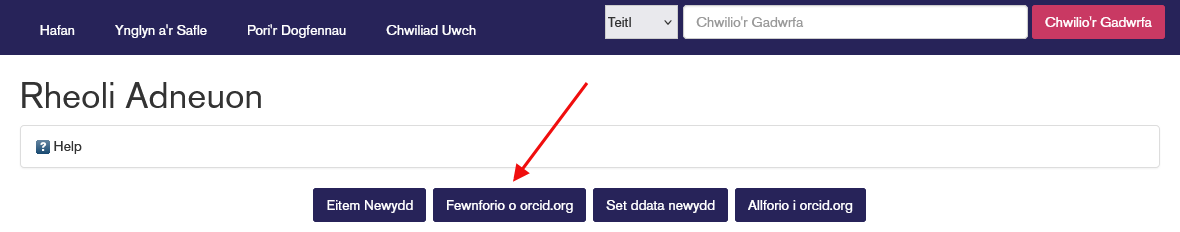 Hafan Ynglyn a'r Safle Pori'r Dogfennau Chwiliad Uwch Teitl Chwilio'r Gadwrfa Chwilio'r Gadwrfa
Rheoli Adneuon
? Help
Eitem Newydd Fewnforio o orcid.org Set ddata newydd Allforio i orcid.org